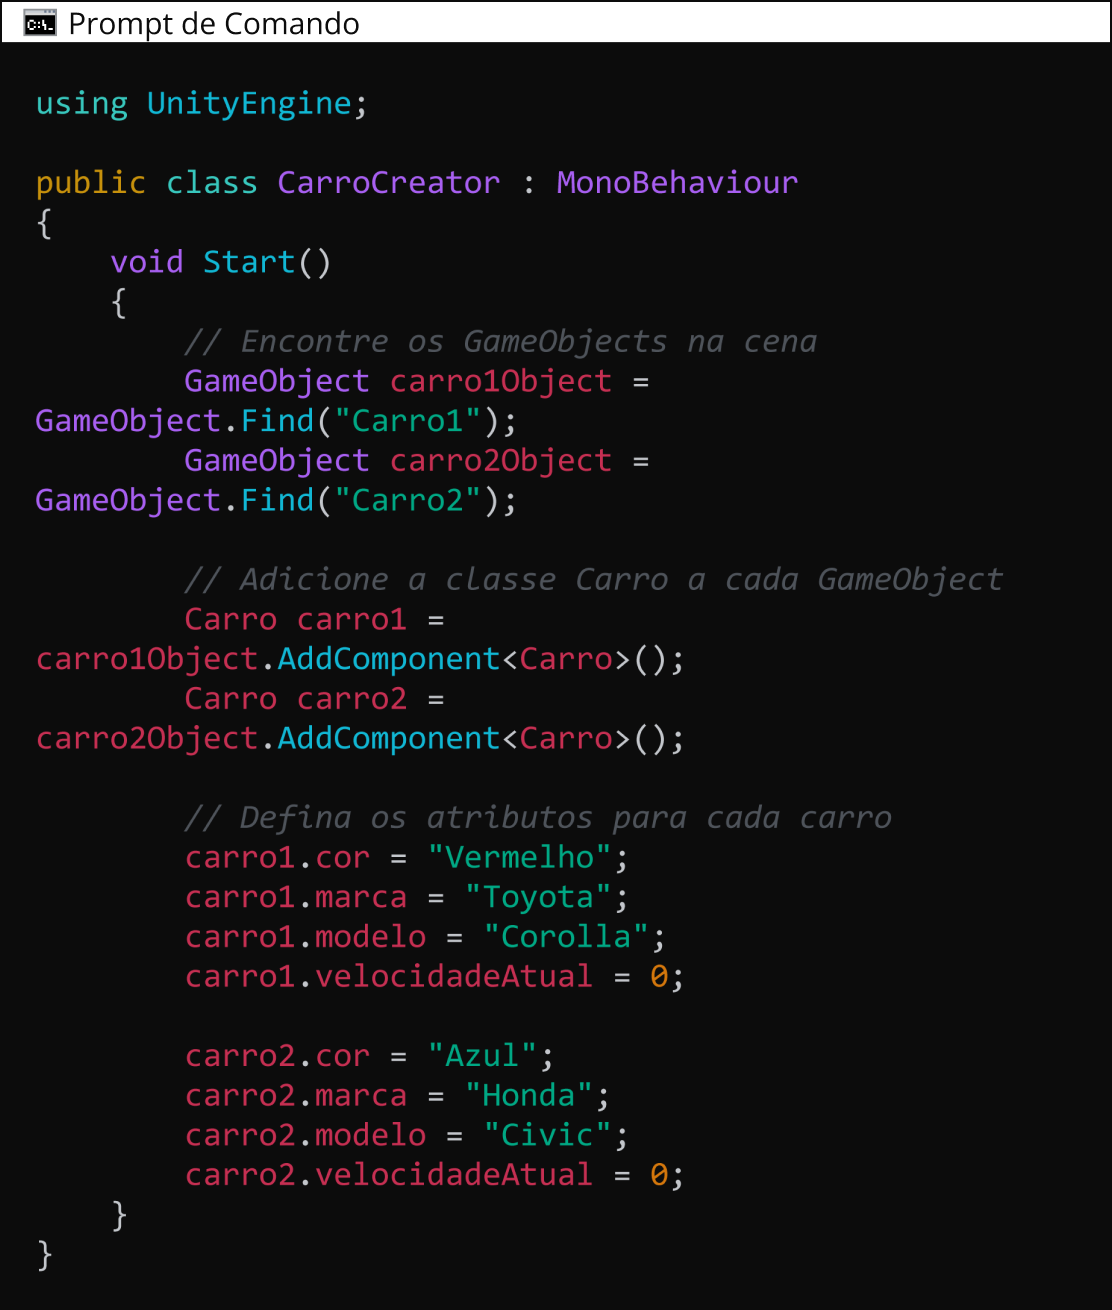 Prompt de Comando
using UnityEngine;
public class CarroCreator : MonoBehaviour
{
    void Start()
    {
        // Encontre os GameObjects na cena
        GameObject carro1Object =
GameObject.Find("Carro1");
        GameObject carro2Object =
GameObject.Find("Carro2");

        // Adicione a classe Carro a cada GameObject
        Carro carro1 =
carro1Object.AddComponent<Carro>();
        Carro carro2 =
carro2Object.AddComponent<Carro>();

        // Defina os atributos para cada carro
        carro1.cor = "Vermelho";
        carro1.marca = "Toyota";
        carro1.modelo = "Corolla";
        carro1.velocidadeAtual = 0;

        carro2.cor = "Azul";
        carro2.marca = "Honda";
        carro2.modelo = "Civic";
        carro2.velocidadeAtual = 0;
    }
}